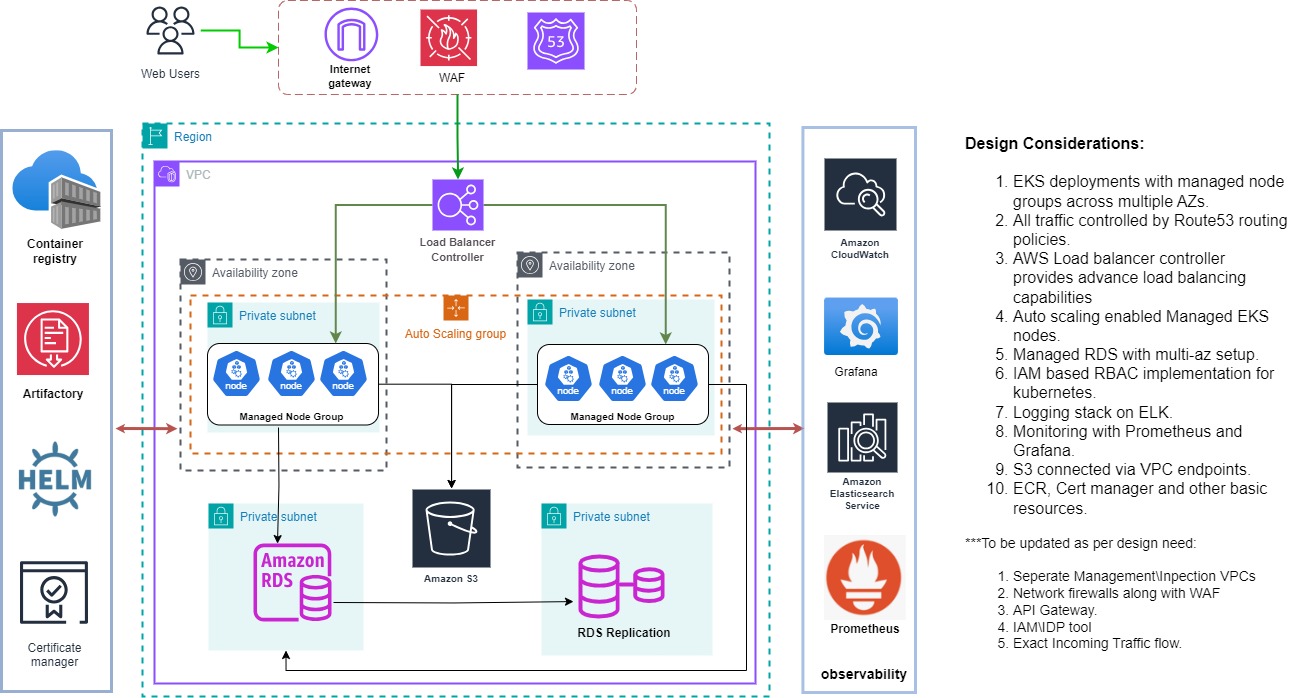 Web Users
Internet
gateway
WAF
53
Region
VPC
Load Balancer
Controller
Availability zone
Availability zone
Private subnet
Auto Scaling group
Private subnet
node
node
node
Managed Node Group
node
node
node
Managed Node Group
Private subnet
Amazon
RDS
Amazon S3
Private subnet
RDS Replication
Container
registry
Artifactory
HELM
Certificate
manager
Amazon
CloudWatch
Grafana
Amazon
Elasticsearch
Service
Prometheus
observability
Design Considerations:
1. EKS deployments with managed node
groups across multiple AZs.
2. All traffic controlled by Route53 routing
policies.
3. AWS Load balancer controller
provides advance load balancing
capabilities
4. Auto scaling enabled Managed EKS
nodes.
5. Managed RDS with multi-az setup.
6. IAM based RBAC implementation for
kubernetes.
7. Logging stack on ELK.
8. Monitoring with Prometheus and
Grafana.
9. S3 connected via VPC endpoints.
10. ECR, Cert manager and other basic
resources.
***To be updated as per design need:
1. Seperate Management\Inpection VPCs
2. Network firewalls along with WAF
3. API Gateway.
4. IAM\IDP tool
5. Exact Incoming Traffic flow.